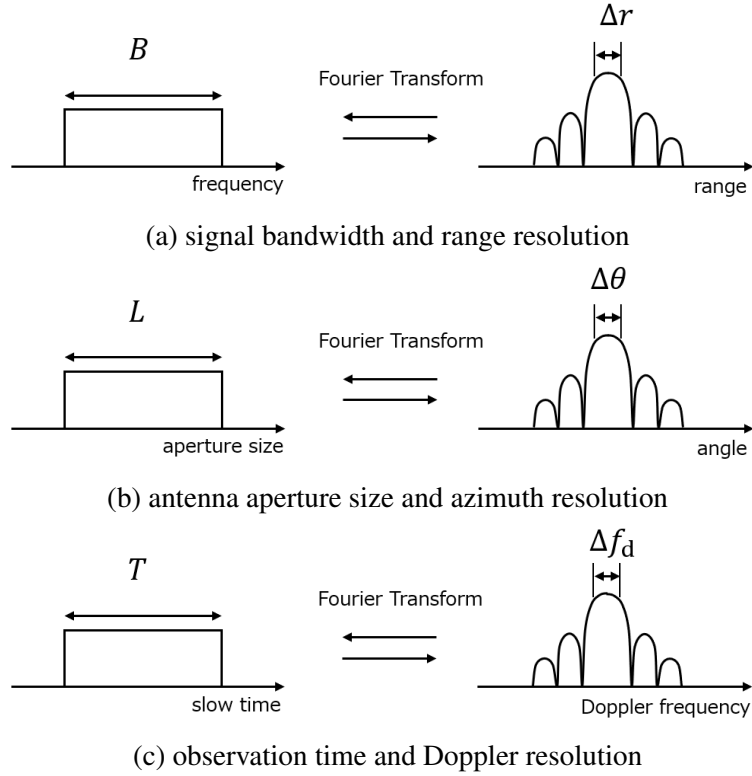 B
Δr
Fourier Transform
frequency
range
(a) signal bandwidth and range resolution
L
Δθ
Fourier Transform
aperture size
angle
(b) antenna aperture size and azimuth resolution
T
Δf_d
Fourier Transform
slow time
Doppler frequency
(c) observation time and Doppler resolution